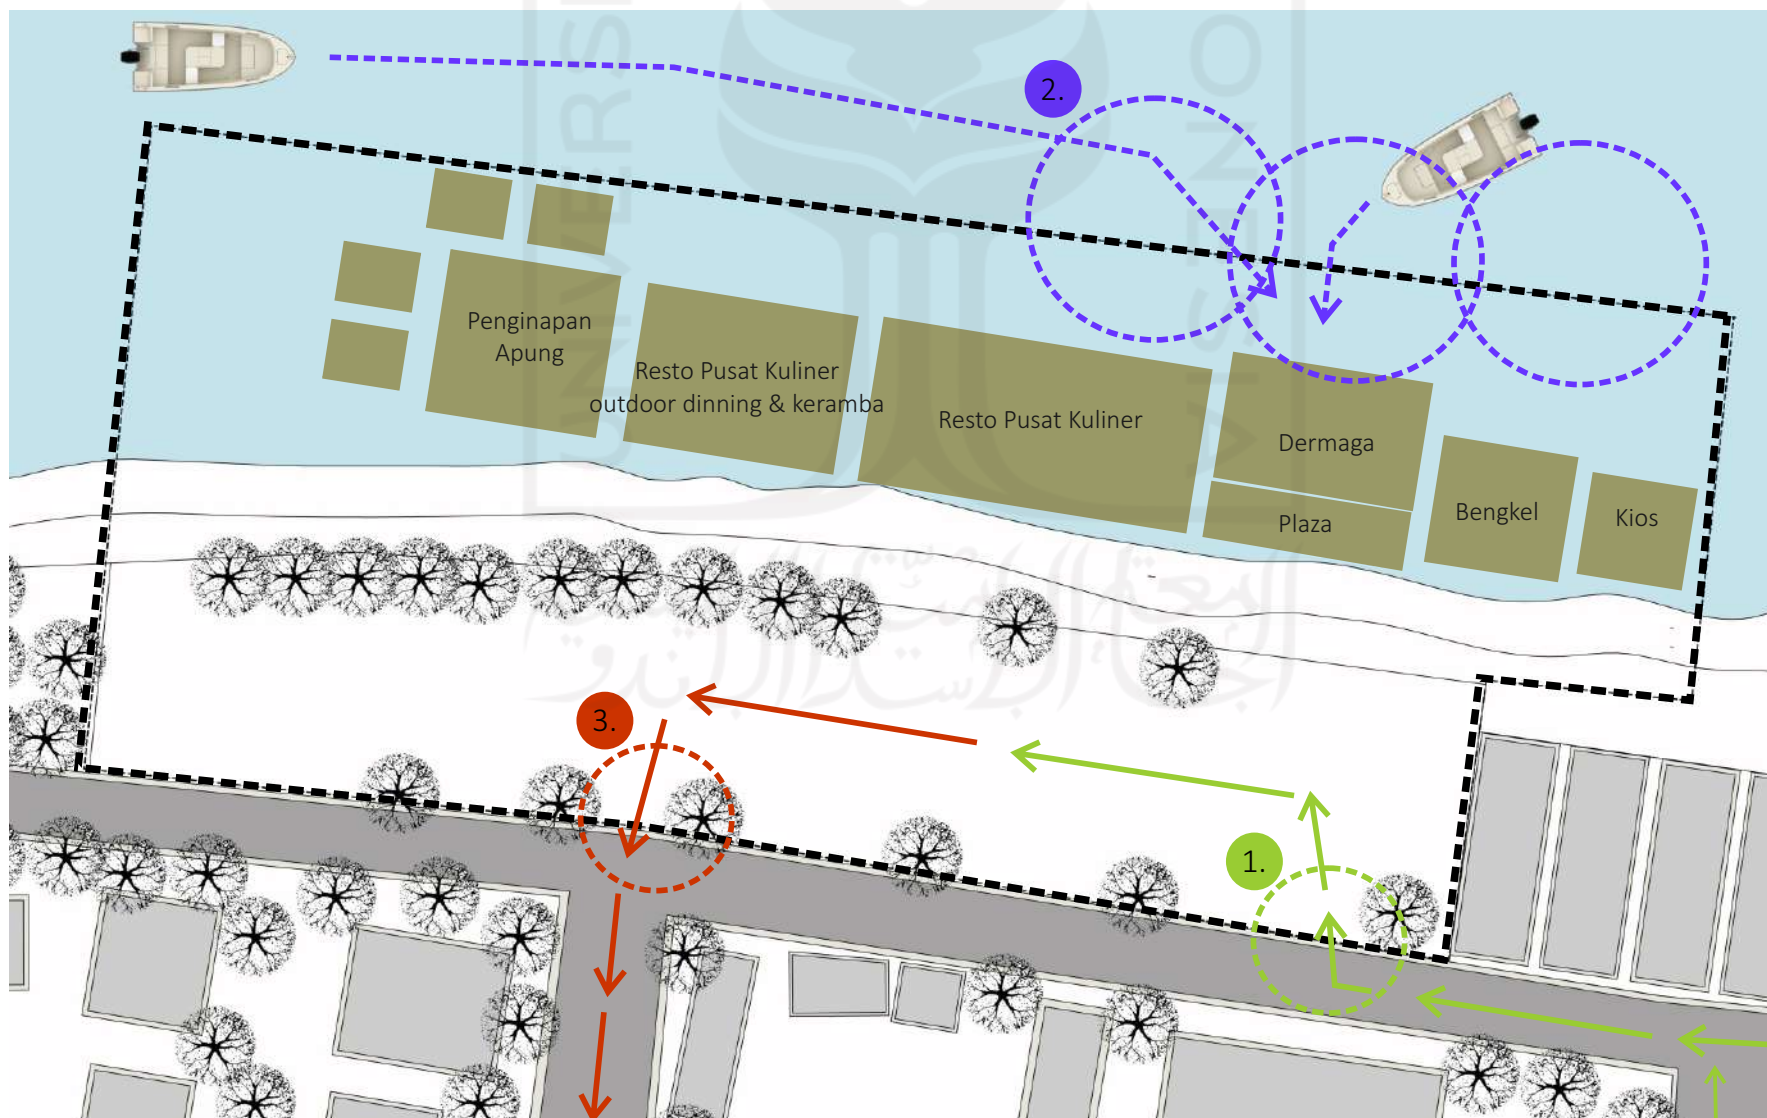 2.
Penginapan
Apung
Resto Pusat Kuliner
outdoor dinning & keramba
Resto Pusat Kuliner
Dermaga
Plaza
Bengkel
Kios
3.
1.